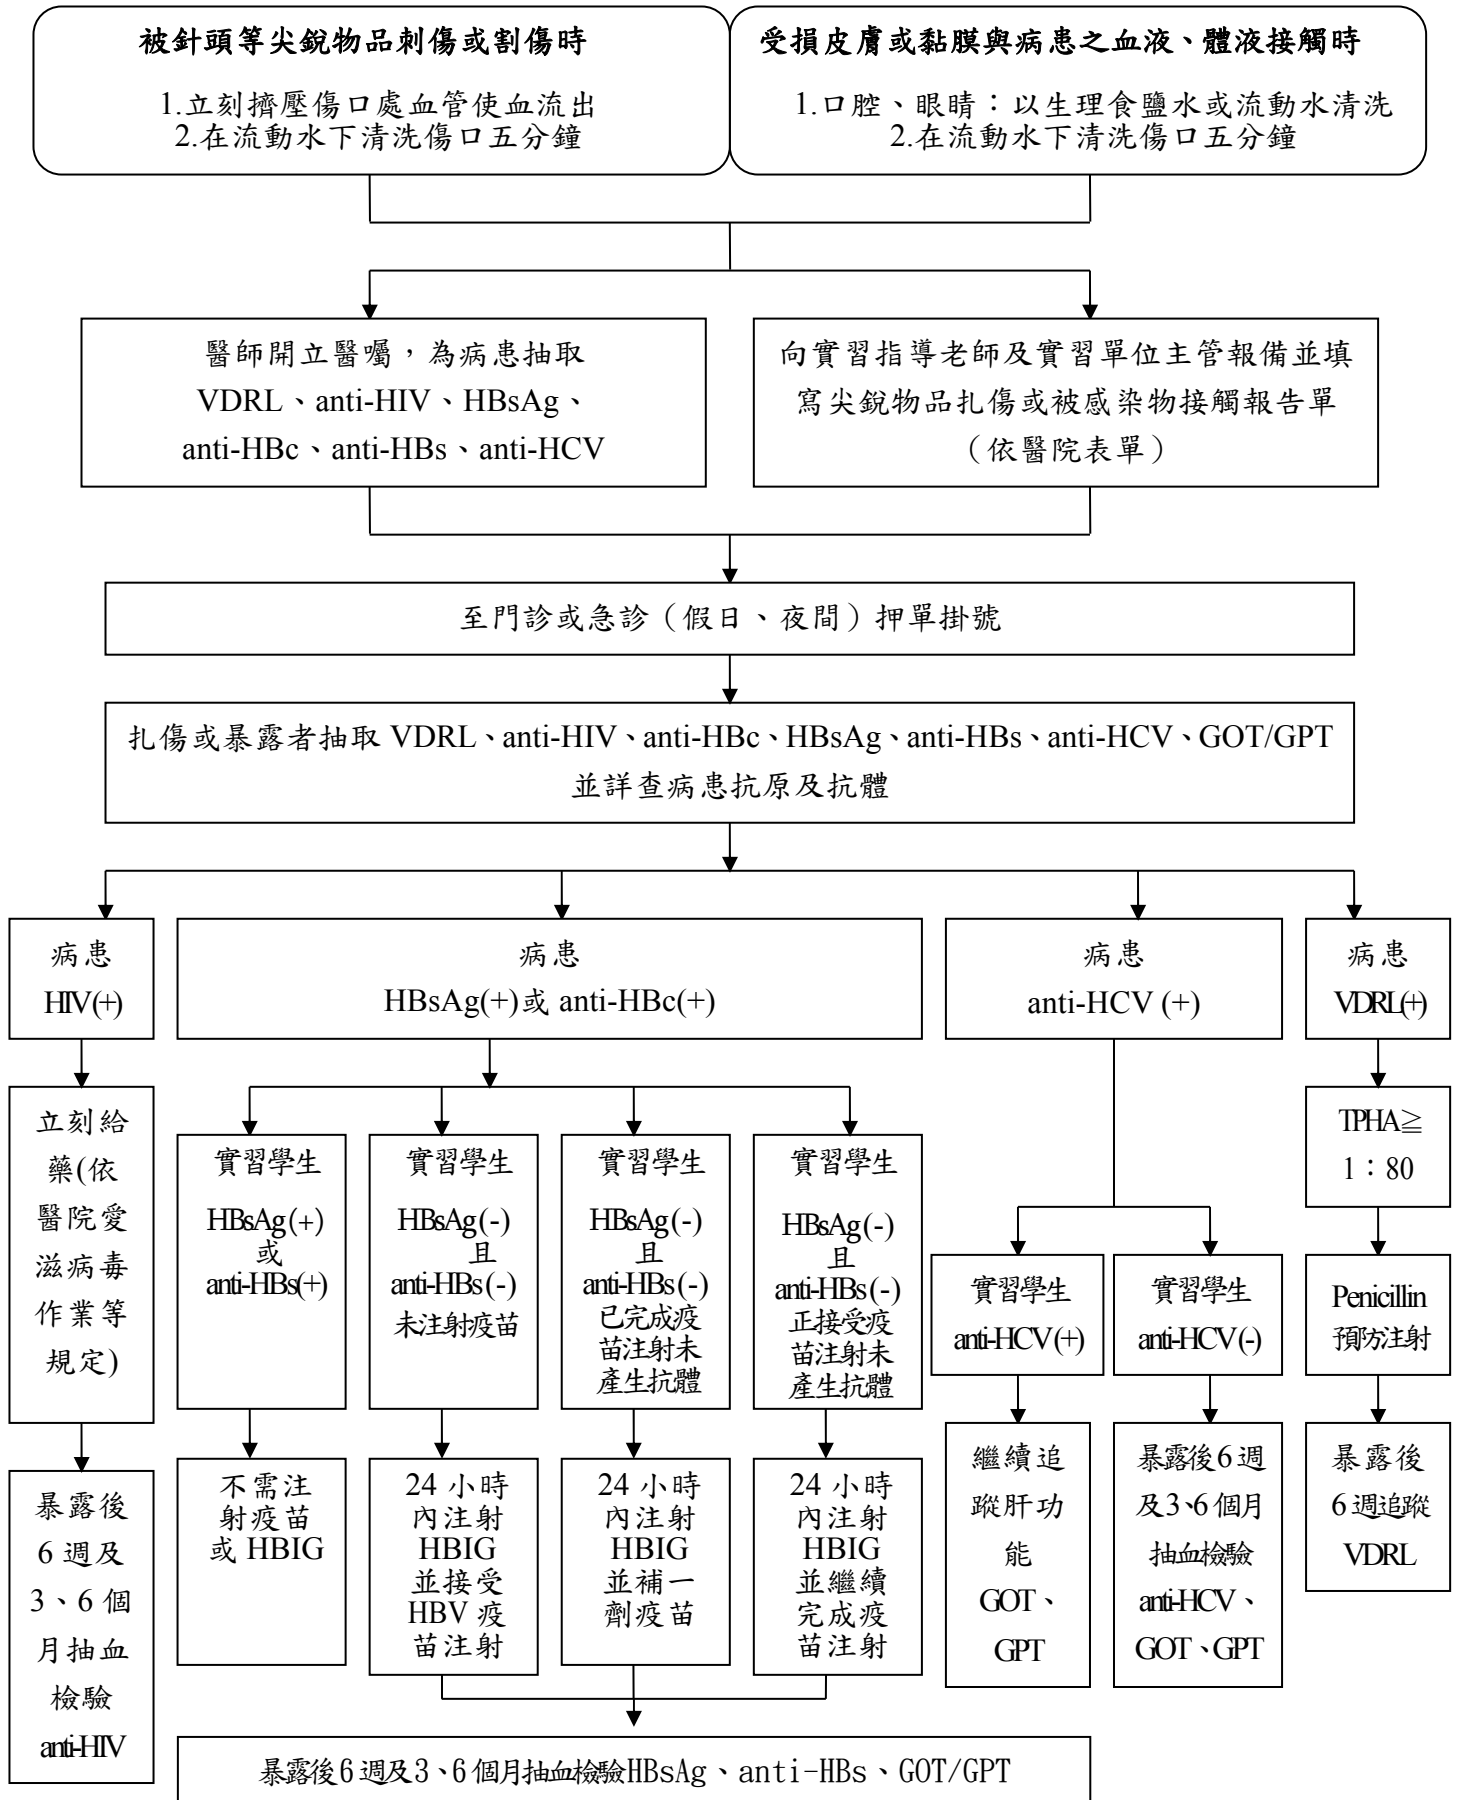 被針頭等尖銳物品刺傷或割傷時
1.立刻擠壓傷口處血管使血流出
2.在流動水下清洗傷口五分鐘
受損皮膚或黏膜與病患之血液、體液接觸時
1.口腔、眼睛：以生理食鹽水或流動水清洗
2.在流動水下清洗傷口五分鐘
醫師開立醫囑，為病患抽取
VDRL、anti-HIV、HBsAg、
anti-HBc、anti-HBs、anti-HCV
向實習指導老師及實習單位主管報備並填
寫尖銳物品扎傷或被感染物接觸報告單
（依醫院表單）
至門診或急診（假日、夜間）押單掛號
扎傷或暴露者抽取 VDRL、anti-HIV、anti-HBc、HBsAg、anti-HBs、anti-HCV、GOT/GPT
並詳查病患抗原及抗體
病患
HIV(+)
立刻給
藥(依
醫院愛
滋病毒
作業等
規定)
暴露後
6 週及
3、6 個
月抽血
檢驗
anti-HIV
病患
HBsAg(+)或 anti-HBc(+)
實習學生
HBsAg(+)
或
anti-HBs(+)
不需注
射疫苗
或 HBIG
實習學生
HBsAg(-)
且
anti-HBs(-)
未注射疫苗
24 小時
內注射
HBIG
並接受
HBV 疫
苗注射
實習學生
HBsAg(-)
且
anti-HBs(-)
已完成疫
苗注射未
產生抗體
24 小時
內注射
HBIG
並補一
劑疫苗
實習學生
HBsAg(-)
且
anti-HBs(-)
正接受疫
苗注射未
產生抗體
24 小時
內注射
HBIG
並繼續
完成疫
苗注射
暴露後6週及3、6個月抽血檢驗HBsAg、anti-HBs、GOT/GPT
病患
anti-HCV (+)
實習學生
anti-HCV(+)
繼續追
蹤肝功
能
GOT、
GPT
實習學生
anti-HCV(-)
暴露後6週
及3、6個月
抽血檢驗
anti-HCV、
GOT、GPT
病患
VDRL(+)
TPHA≧
1：80
Penicillin
預防注射
暴露後
6週追蹤
VDRL